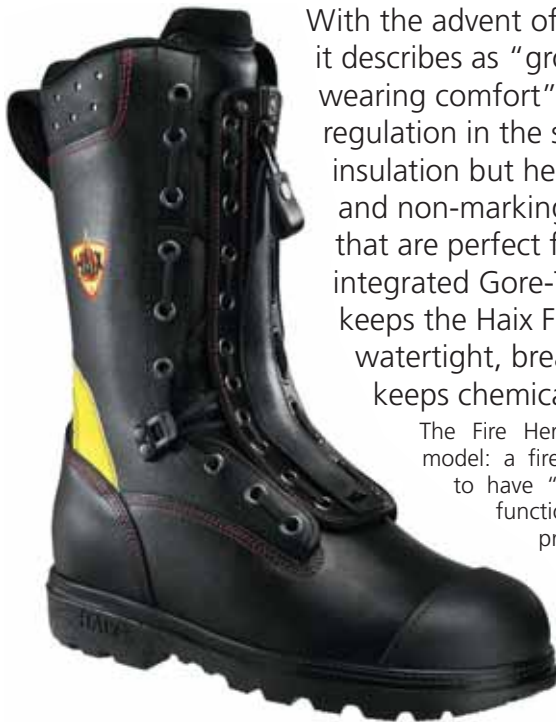 With the advent of
it describes as “gro
wearing comfort”
regulation in the s
insulation but he
and non-marking
that are perfect f
integrated Gore-T
keeps the Haix F
watertight, brea
keeps chemica
The Fire Her
model: a fire
to have “
functio
pr
HAIX
HAIX